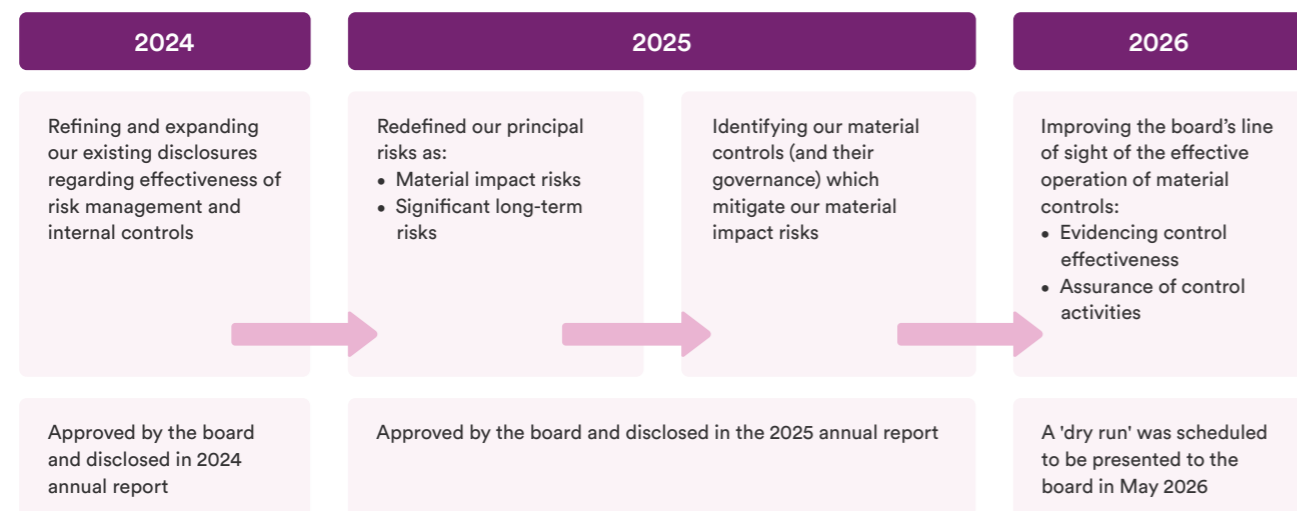 2024
2025
2026
Refining and expanding
our existing disclosures
regarding effectiveness of
risk management and
internal controls
Redefined our principal
risks as:
• Material impact risks
• Significant long-term
risks
Identifying our material
controls (and their
governance) which
mitigate our material
impact risks
Improving the board’s line
of sight of the effective
operation of material
controls:
• Evidencing control
effectiveness
• Assurance of control
activities
Approved by the board
and disclosed in 2024
annual report
Approved by the board and disclosed in the 2025 annual report
A 'dry run' was scheduled
to be presented to the
board in May 2026